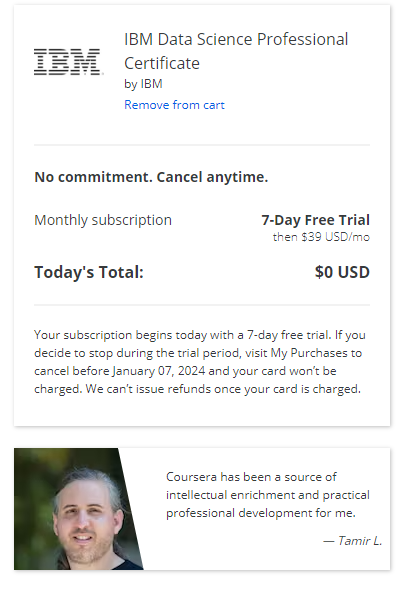 IBM
IBM Data Science Professional
Certificate
by IBM
Remove from cart
No commitment. Cancel anytime.
Monthly subscription
7-Day Free Trial
then $39 USD/mo
Today's Total:
$0 USD
Your subscription begins today with a 7-day free trial. If you
decide to stop during the trial period, visit My Purchases to
cancel before January 07, 2024 and your card won’t be
charged. We can’t issue refunds once your card is charged.
Coursera has been a source of
intellectual enrichment and practical
professional development for me.
— Tamir L.